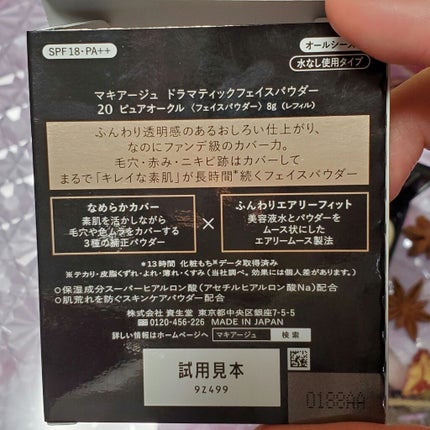 SPF 18・PA++
オールシーズ
水なし使用タイプ
マキアージュ ドラマティックフェイスパウダー
20 ピュアオークル 〈フェイスパウダー〉 8g (レフィル)
ふんわり透明感のあるおしろい仕上がり、
なのにファンデ級のカバー力。
毛穴・赤み・ニキビ跡はカバーして
まるで「キレイな素肌」が長時間*続くフェイスパウダー
なめらかカバー
素肌を活かしながら
毛穴や色ムラをカバーする
3種の補正パウダー
×
ふんわりエアリーフィット
美容液水とパウダーを
ムース状にした
エアリームース製法
*13時間 化粧もち※データ取得済み
※テカリ・皮脂くずれ・よれ・薄れ・くすみ(当社調べ。効果には個人差があります。)
○保湿成分スーパーヒアルロン酸(アセチルヒアルロン酸Na)配合
○肌荒れを防ぐスキンケアパウダー配合
株式会社 資生堂 東京都中央区銀座7-5-5
0120-456-226 MADE IN JAPAN
詳しい情報はホームページへ マキアージュ 検索
試用見本
9Z499
0188AA